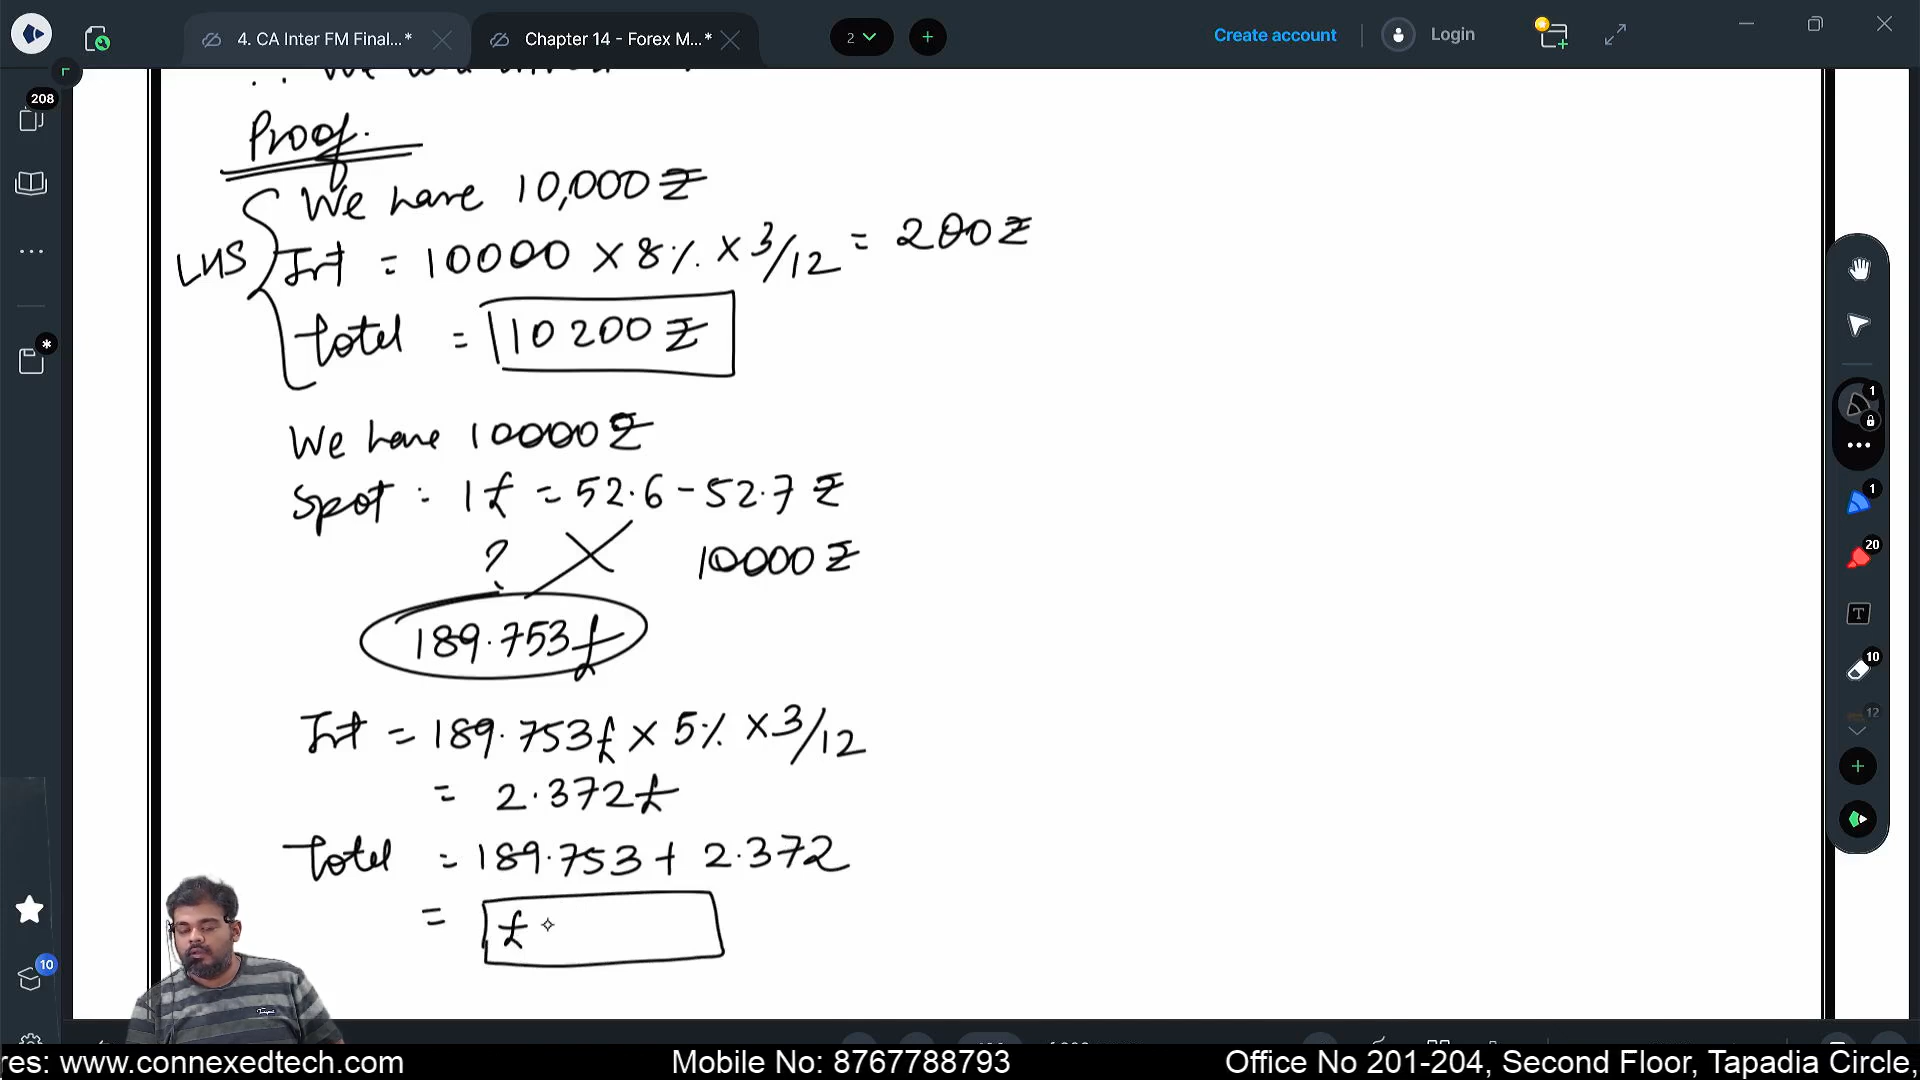 4. CA Inter FM Final...*
Chapter 14 - Forex M...*
2
Create account
Login
208
Proof.
We have 10,000 Ƶ
LHS
Int = 10000 × 8% × 3/12 = 200 Ƶ
total = 10200 Ƶ
We have 10000 Ƶ
Spot : 1£ = 52.6 - 52.7 Ƶ
? 10000 Ƶ
189.753£
Int = 189.753£ × 5% × 3/12
= 2.372£
total = 189.753 + 2.372
= £
1
1
20
T
10
12
10
res: www.connexedtech.com
Mobile No: 8767788793
Office No 201-204, Second Floor, Tapadia Circle,